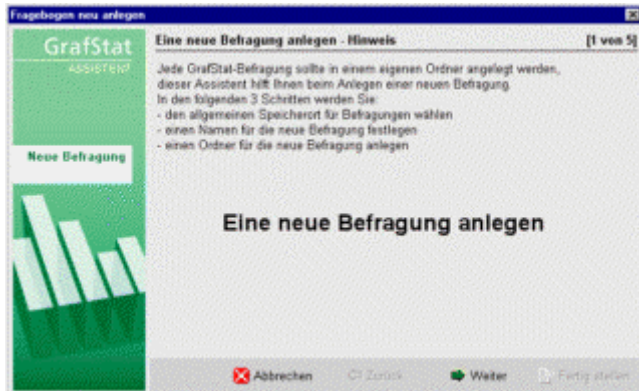 Fragebogen neu anlegen
GrafStat
ASSISTENT
Neue Befragung
Eine neue Befragung anlegen - Hinweis [1 von 5]
Jede GrafStat-Befragung sollte in einem eigenen Ordner angelegt werden,
dieser Assistent hilft Ihnen beim Anlegen einer neuen Befragung.
In den folgenden 3 Schritten werden Sie:
- den allgemeinen Speicherort für Befragungen wählen
- einen Namen für die neue Befragung festlegen
- einen Ordner für die neue Befragung anlegen
Eine neue Befragung anlegen
Abbrechen Zurück Weiter Fertig stellen